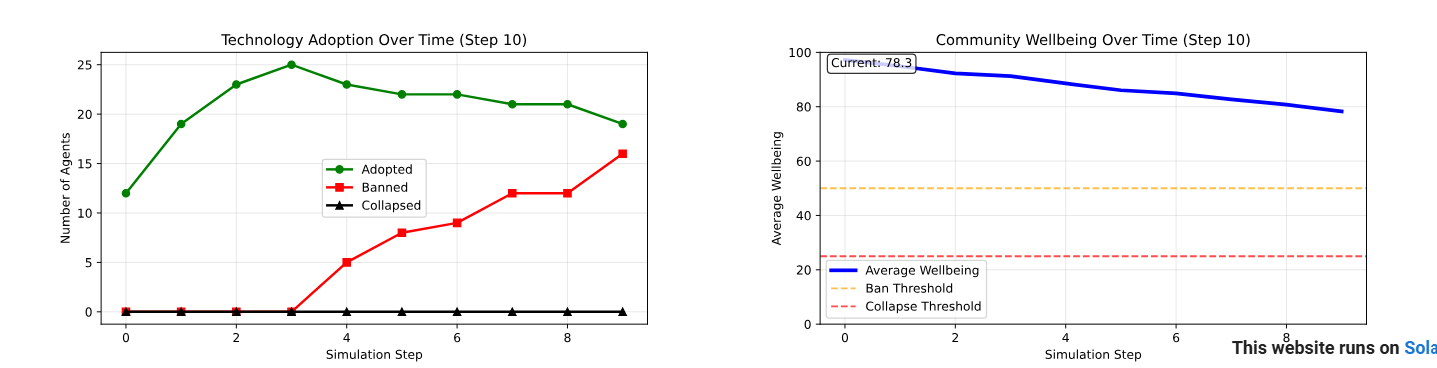 Technology Adoption Over Time (Step 10)
25
20
15
10
5
0
Number of Agents
Adopted
Banned
Collapsed
0 2 4 6 8
Simulation Step
Community Wellbeing Over Time (Step 10)
Current: 78.3
100
80
60
40
20
0
Average Wellbeing
Average Wellbeing
Ban Threshold
Collapse Threshold
0 2 4 6 8
Simulation Step
This website runs on Sola